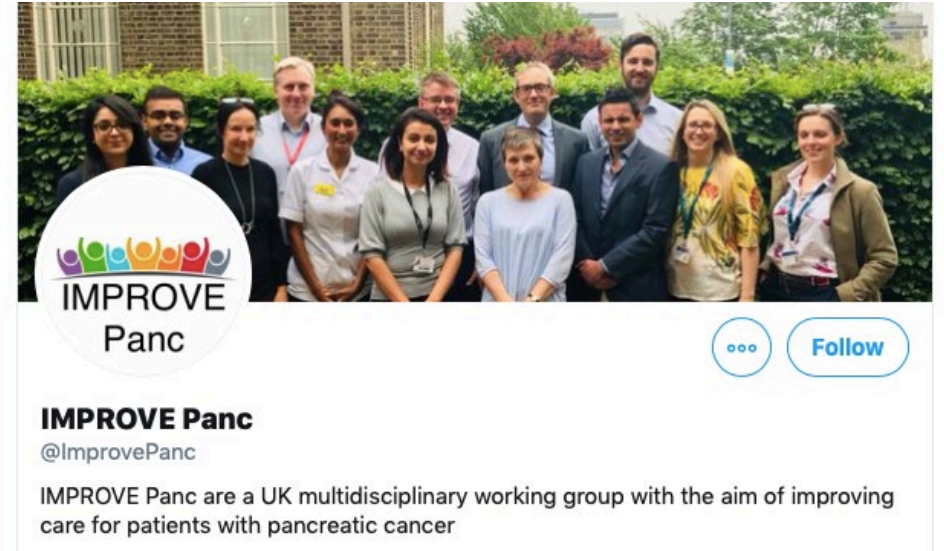 IMPROVE
Panc
Follow
IMPROVE Panc
@ImprovePanc
IMPROVE Panc are a UK multidisciplinary working group with the aim of improving
care for patients with pancreatic cancer